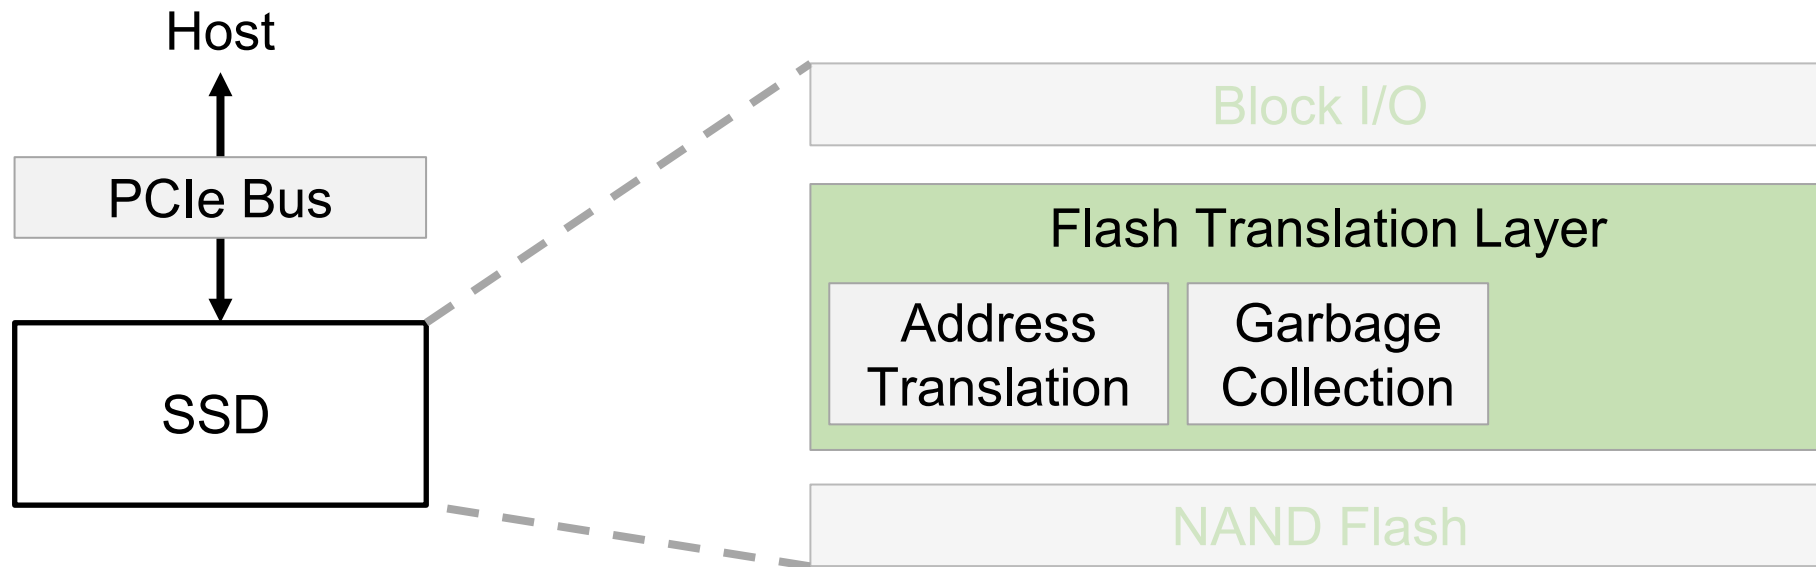 Host
PCIe Bus
SSD
Block I/O
Flash Translation Layer
Address
Translation
Garbage
Collection
NAND Flash